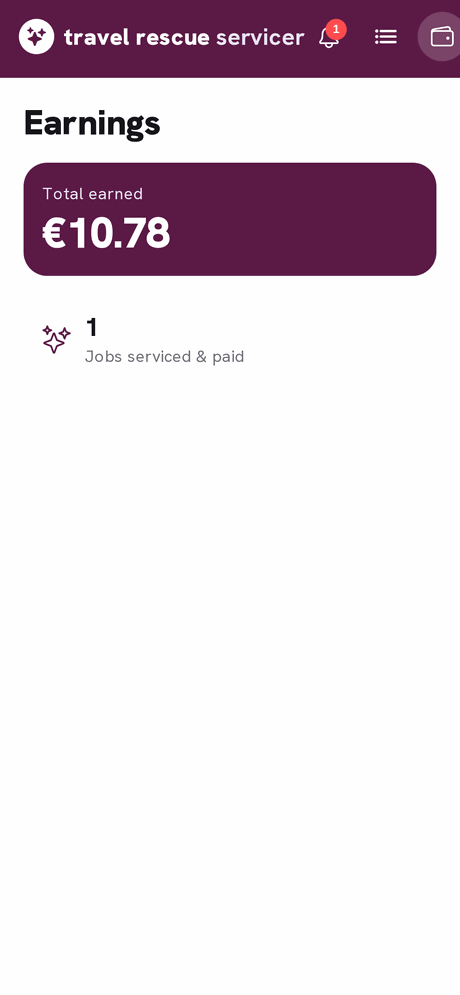 travel rescue servicer
1
Earnings
Total earned
€10.78
1
Jobs serviced & paid